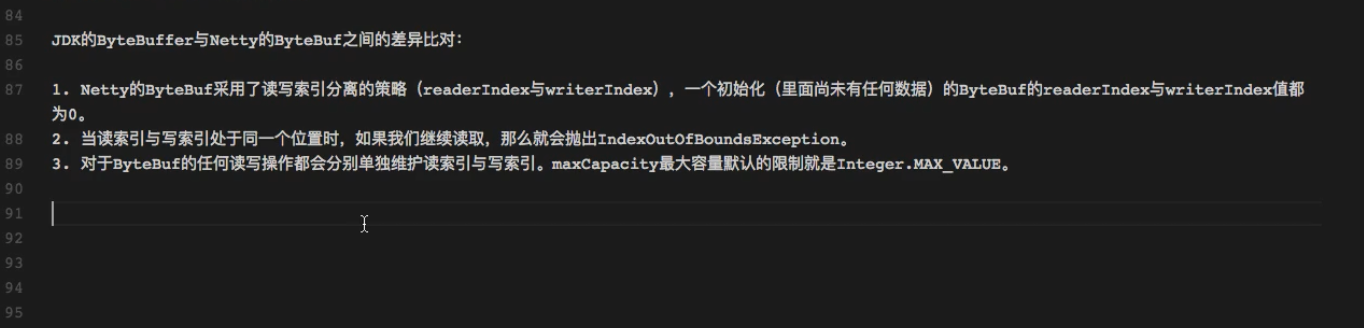 84
85 JDK的ByteBuffer与Netty的ByteBuf之间的差异比对：
86
87 1. Netty的ByteBuf采用了读写索引分离的策略（readerIndex与writerIndex），一个初始化（里面尚未有任何数据）的ByteBuf的readerIndex与writerIndex值都
为0。
88 2. 当读索引与写索引处于同一个位置时，如果我们继续读取，那么就会抛出IndexOutOfBoundsException。
89 3. 对于ByteBuf的任何读写操作都会分别单独维护读索引与写索引。maxCapacity最大容量默认的限制就是Integer.MAX_VALUE。
90
91
92
93
94
95